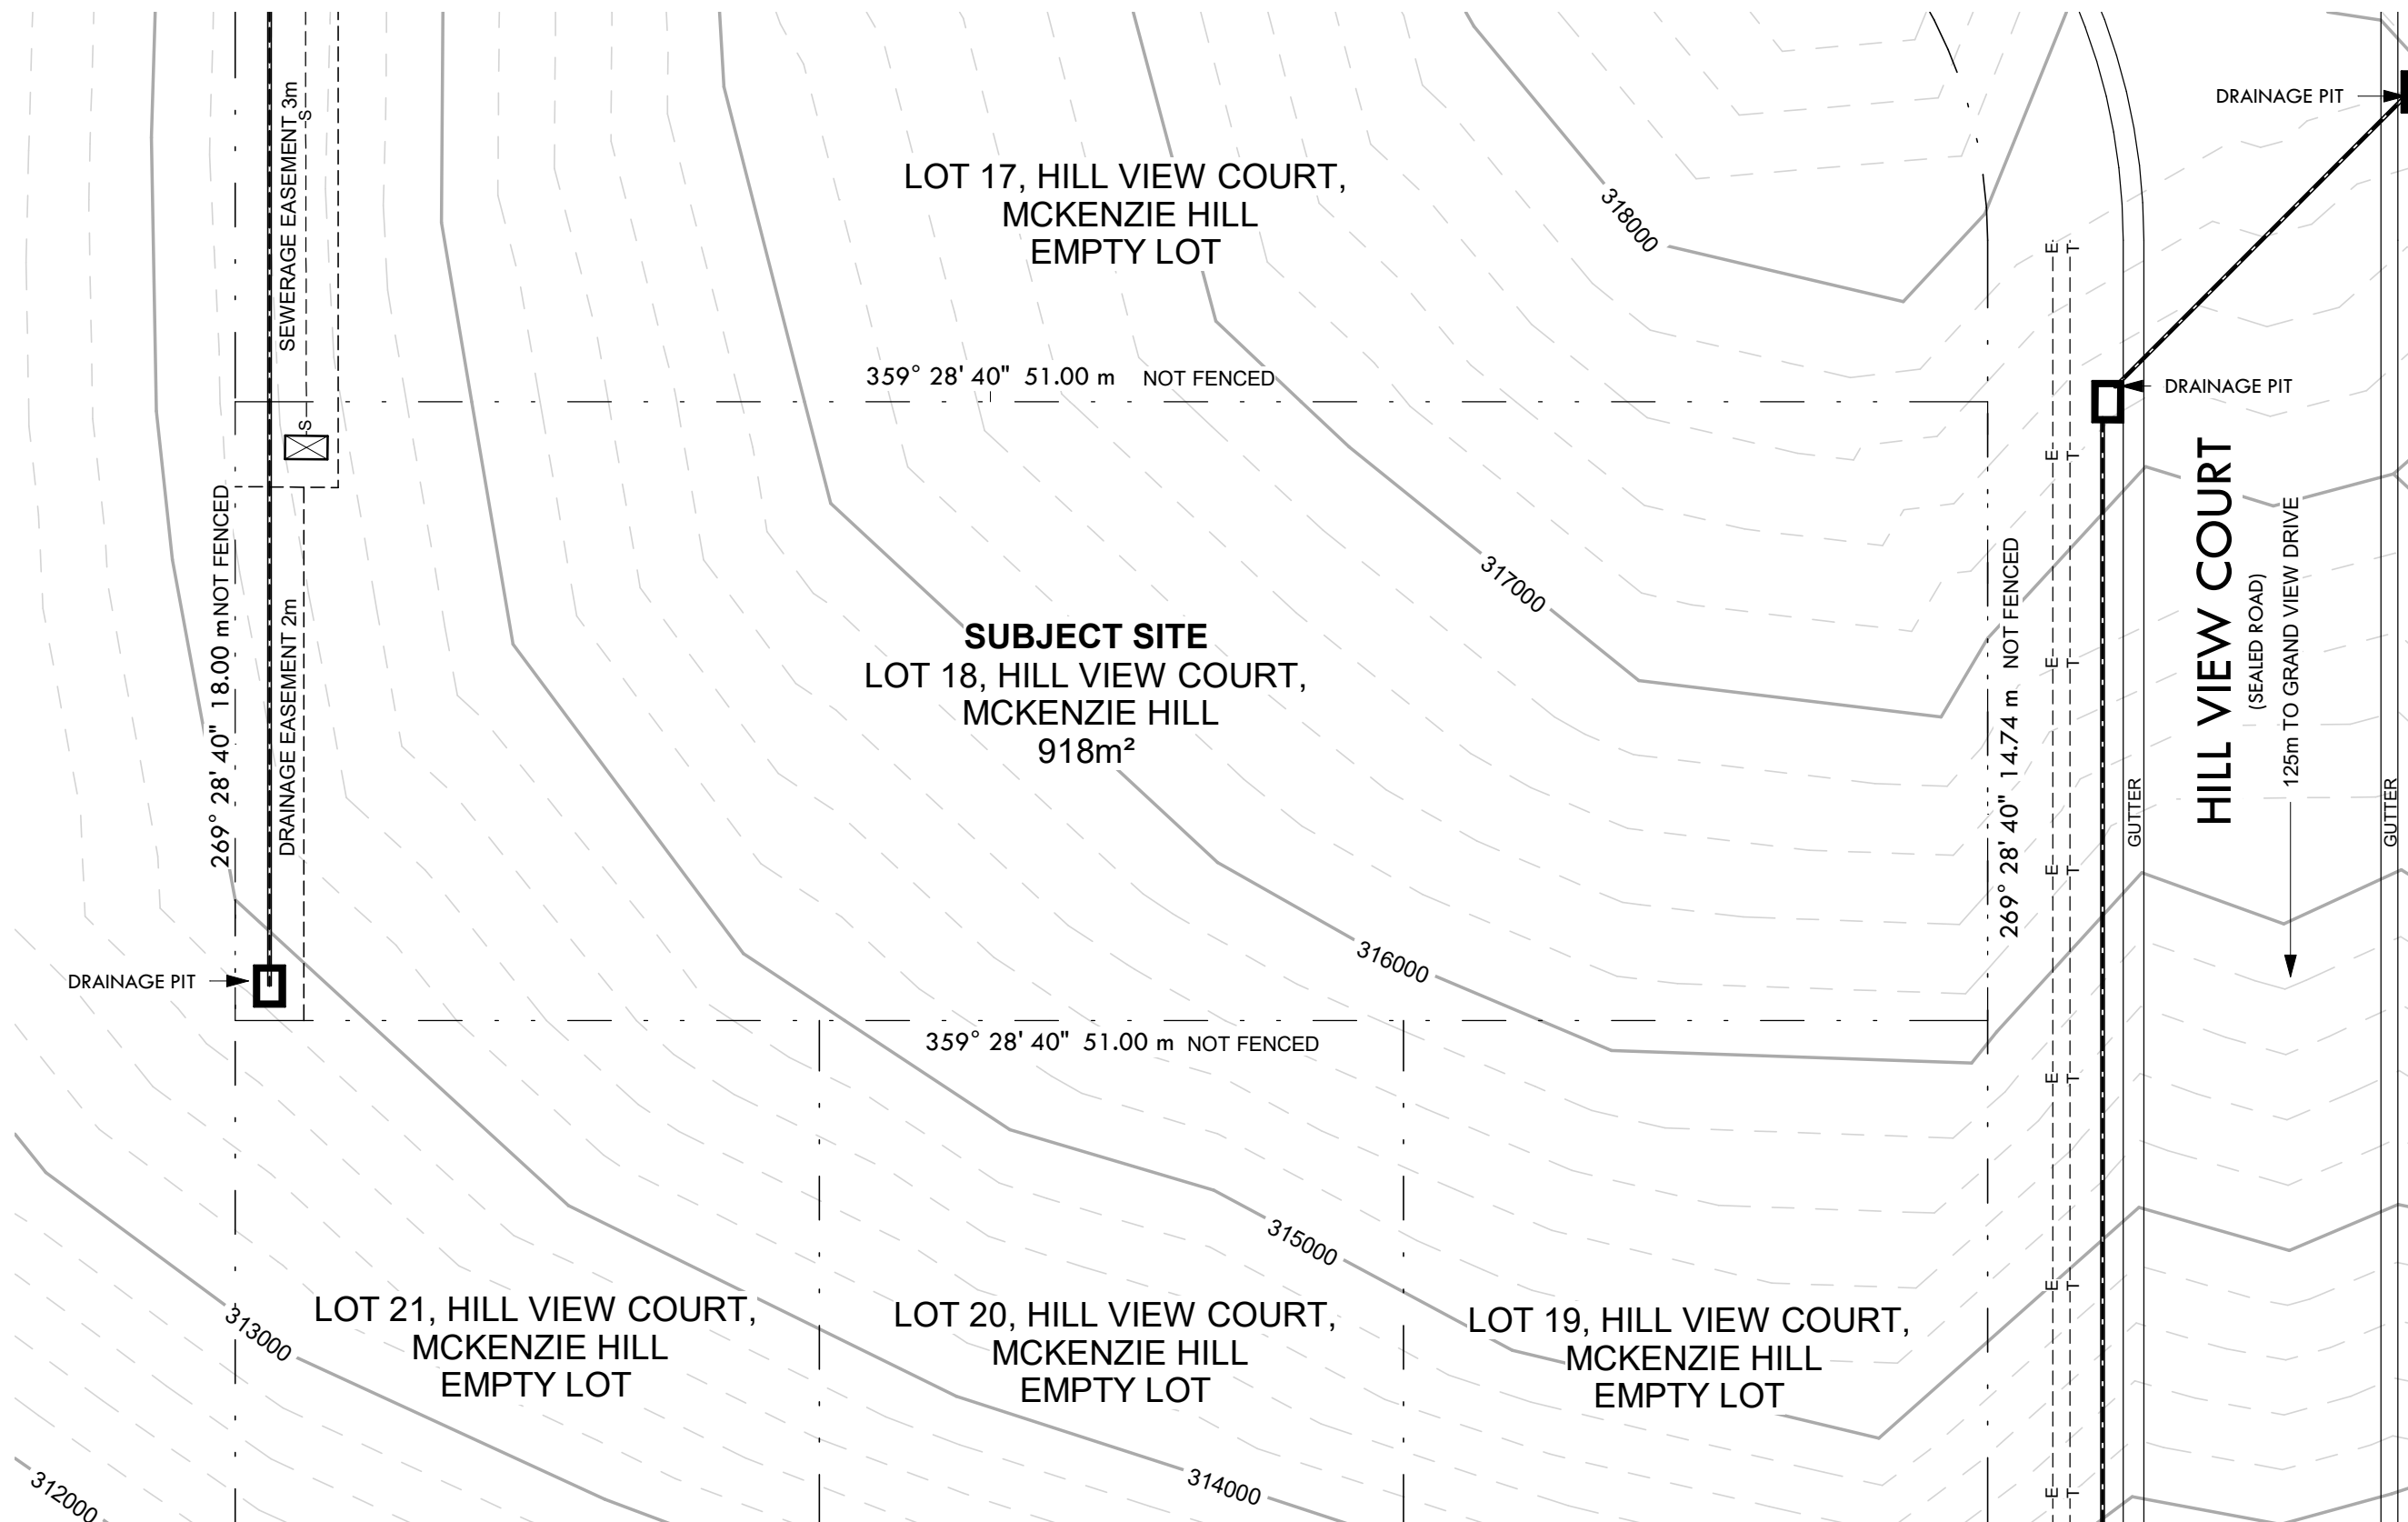 SEWERAGE EASEMENT 3m
S
S
DRAINAGE PIT
LOT 17, HILL VIEW COURT,
MCKENZIE HILL
EMPTY LOT
318000
359° 28' 40" 51.00 m NOT FENCED
DRAINAGE PIT
269° 28' 40" 18.00 m NOT FENCED
DRAINAGE EASEMENT 2m
317000
SUBJECT SITE
LOT 18, HILL VIEW COURT,
MCKENZIE HILL
918m²
269° 28' 40" 14.74 m NOT FENCED
E T
E T
E T
E T
E T
E T
E T
GUTTER
HILL VIEW COURT
(SEALED ROAD)
125m TO GRAND VIEW DRIVE
GUTTER
316000
DRAINAGE PIT
359° 28' 40" 51.00 m NOT FENCED
315000
313000
LOT 21, HILL VIEW COURT,
MCKENZIE HILL
EMPTY LOT
LOT 20, HILL VIEW COURT,
MCKENZIE HILL
EMPTY LOT
LOT 19, HILL VIEW COURT,
MCKENZIE HILL
EMPTY LOT
312000
314000